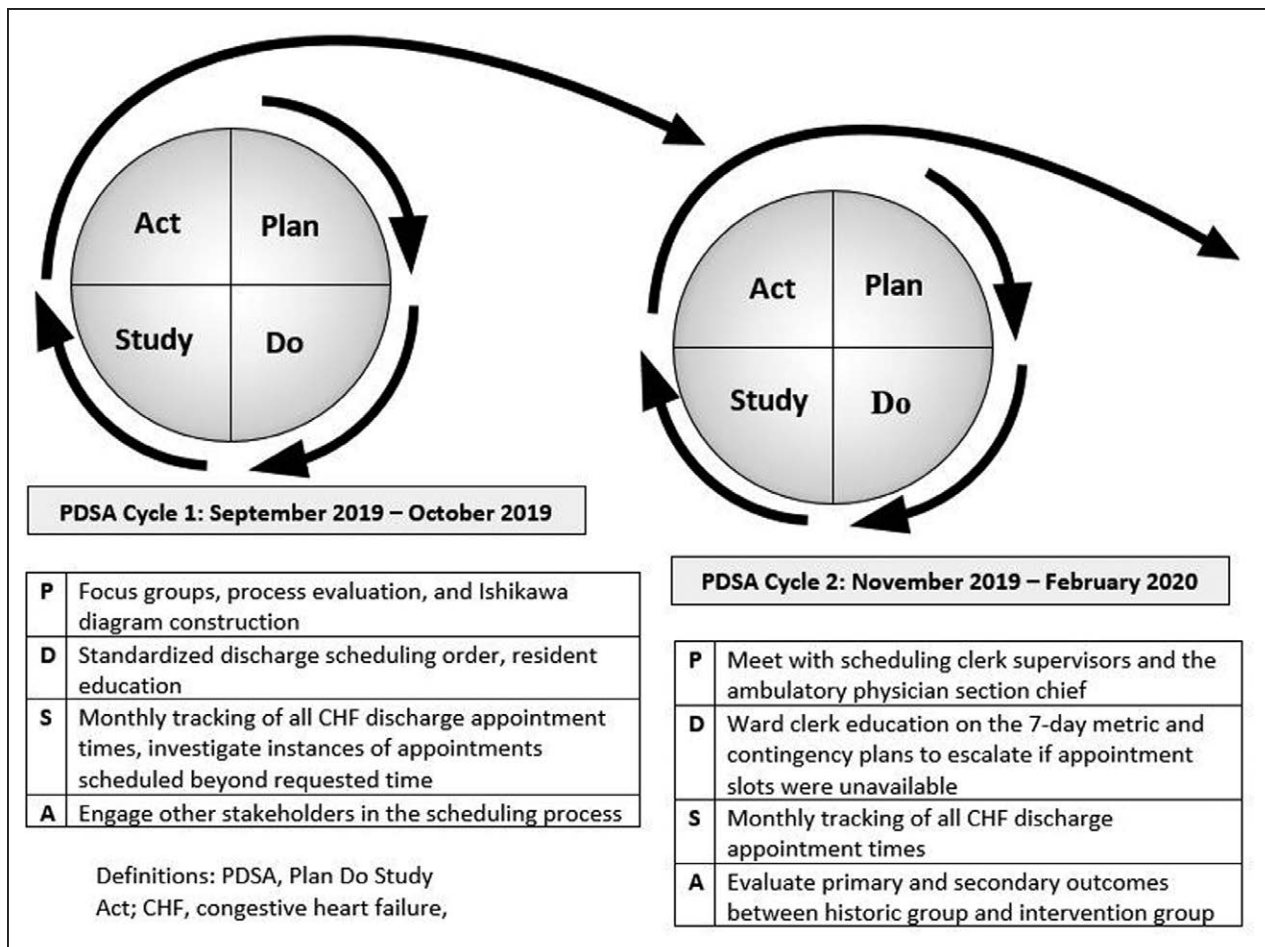 Act
Plan
Study
Do
PDSA Cycle 1: September 2019 – October 2019
P Focus groups, process evaluation, and Ishikawa
diagram construction
D Standardized discharge scheduling order, resident
education
S Monthly tracking of all CHF discharge appointment
times, investigate instances of appointments
scheduled beyond requested time
A Engage other stakeholders in the scheduling process
Definitions: PDSA, Plan Do Study
Act; CHF, congestive heart failure,
Act
Plan
Study
Do
PDSA Cycle 2: November 2019 – February 2020
P Meet with scheduling clerk supervisors and the
ambulatory physician section chief
D Ward clerk education on the 7-day metric and
contingency plans to escalate if appointment
slots were unavailable
S Monthly tracking of all CHF discharge
appointment times
A Evaluate primary and secondary outcomes
between historic group and intervention group